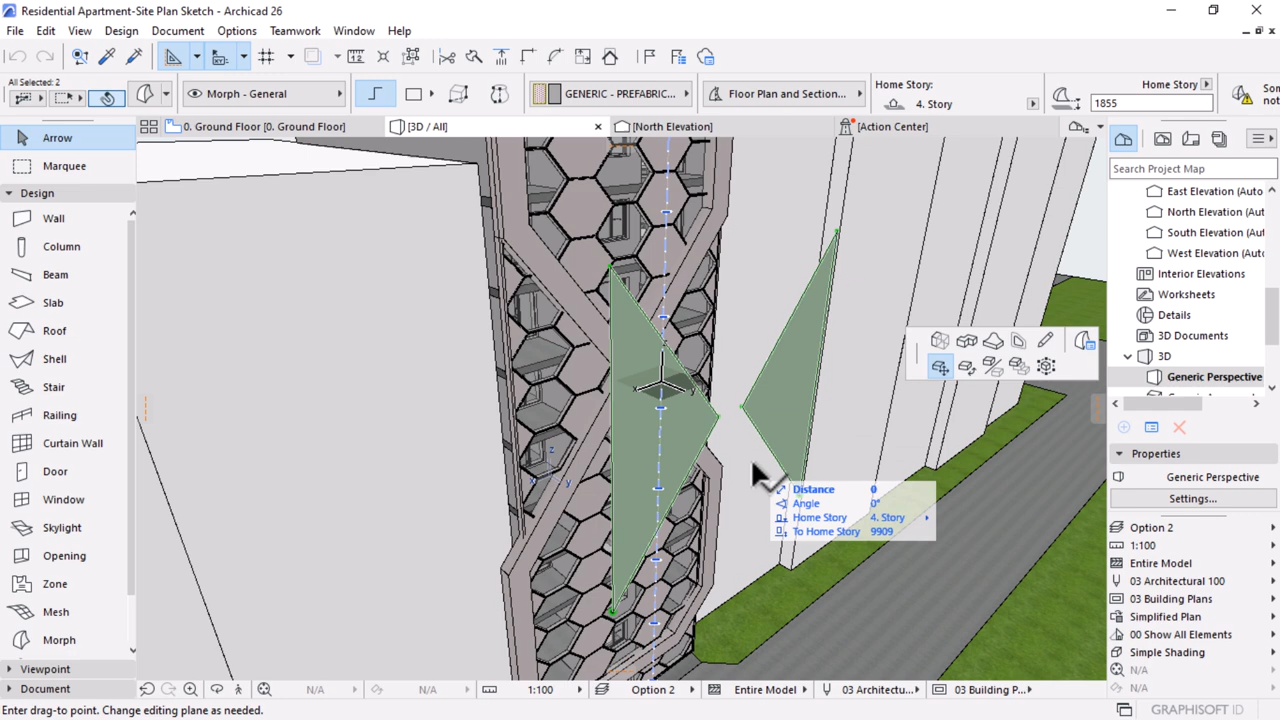 Residential Apartment-Site Plan Sketch - Archicad 26
File Edit View Design Document Options Teamwork Window Help
All Selected: 2
Morph - General
GENERIC - PREFABRIC...
Floor Plan and Section...
Home Story:
4. Story
Home Story
1855
0. Ground Floor [0. Ground Floor]
[3D / All]
[North Elevation]
[Action Center]
Arrow
Marquee
Design
Wall
Column
Beam
Slab
Roof
Shell
Stair
Railing
Curtain Wall
Door
Window
Skylight
Opening
Zone
Mesh
Morph
Viewpoint
Document
x
y
z
x
y
Distance 0
Angle 0°
Home Story 4. Story
To Home Story 9909
Search Project Map
East Elevation (Auto
North Elevation (Aut
South Elevation (Aut
West Elevation (Auto
Interior Elevations
Worksheets
Details
3D Documents
3D
Generic Perspective
Properties
Generic Perspective
Settings...
Option 2
1:100
Entire Model
03 Architectural 100
03 Building Plans
Simplified Plan
00 Show All Elements
Simple Shading
N/A
N/A
N/A
N/A
1:100
Option 2
Entire Model
03 Architectu...
03 Building P...
Enter drag-to point. Change editing plane as needed.
GRAPHISOFT ID